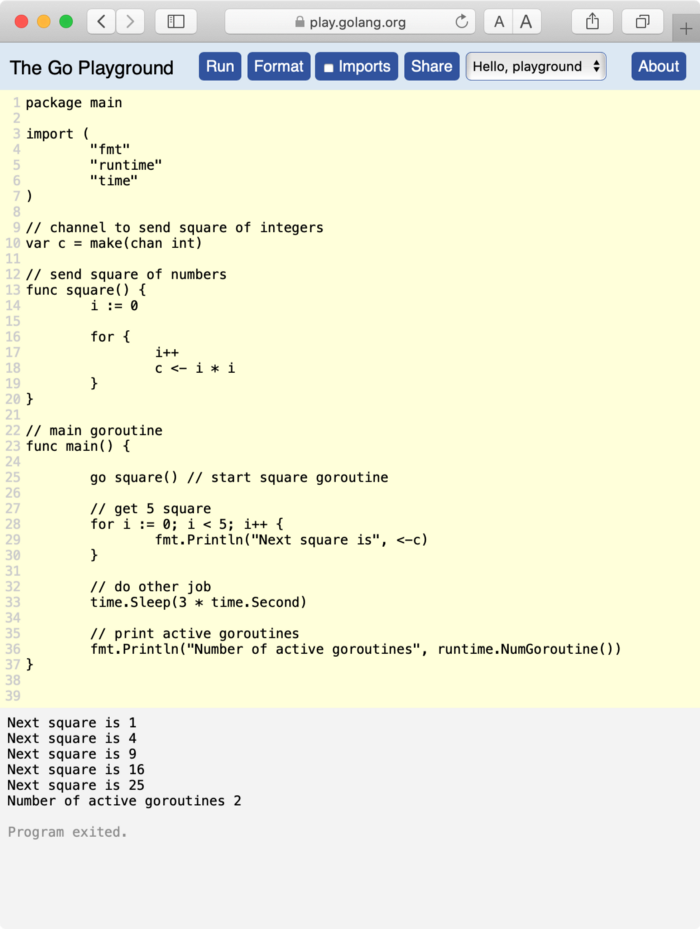 play.golang.org
A A
The Go Playground Run Format Imports Share Hello, playground About
1 package main
2
3 import (
4 "fmt"
5 "runtime"
6 "time"
7 )
8
9 // channel to send square of integers
10 var c = make(chan int)
11
12 // send square of numbers
13 func square() {
14 i := 0
15
16 for {
17 i++
18 c <- i * i
19 }
20 }
21
22 // main goroutine
23 func main() {
24
25 go square() // start square goroutine
26
27 // get 5 square
28 for i := 0; i < 5; i++ {
29 fmt.Println("Next square is", <-c)
30 }
31
32 // do other job
33 time.Sleep(3 * time.Second)
34
35 // print active goroutines
36 fmt.Println("Number of active goroutines", runtime.NumGoroutine())
37 }
38
39
Next square is 1
Next square is 4
Next square is 9
Next square is 16
Next square is 25
Number of active goroutines 2
Program exited.